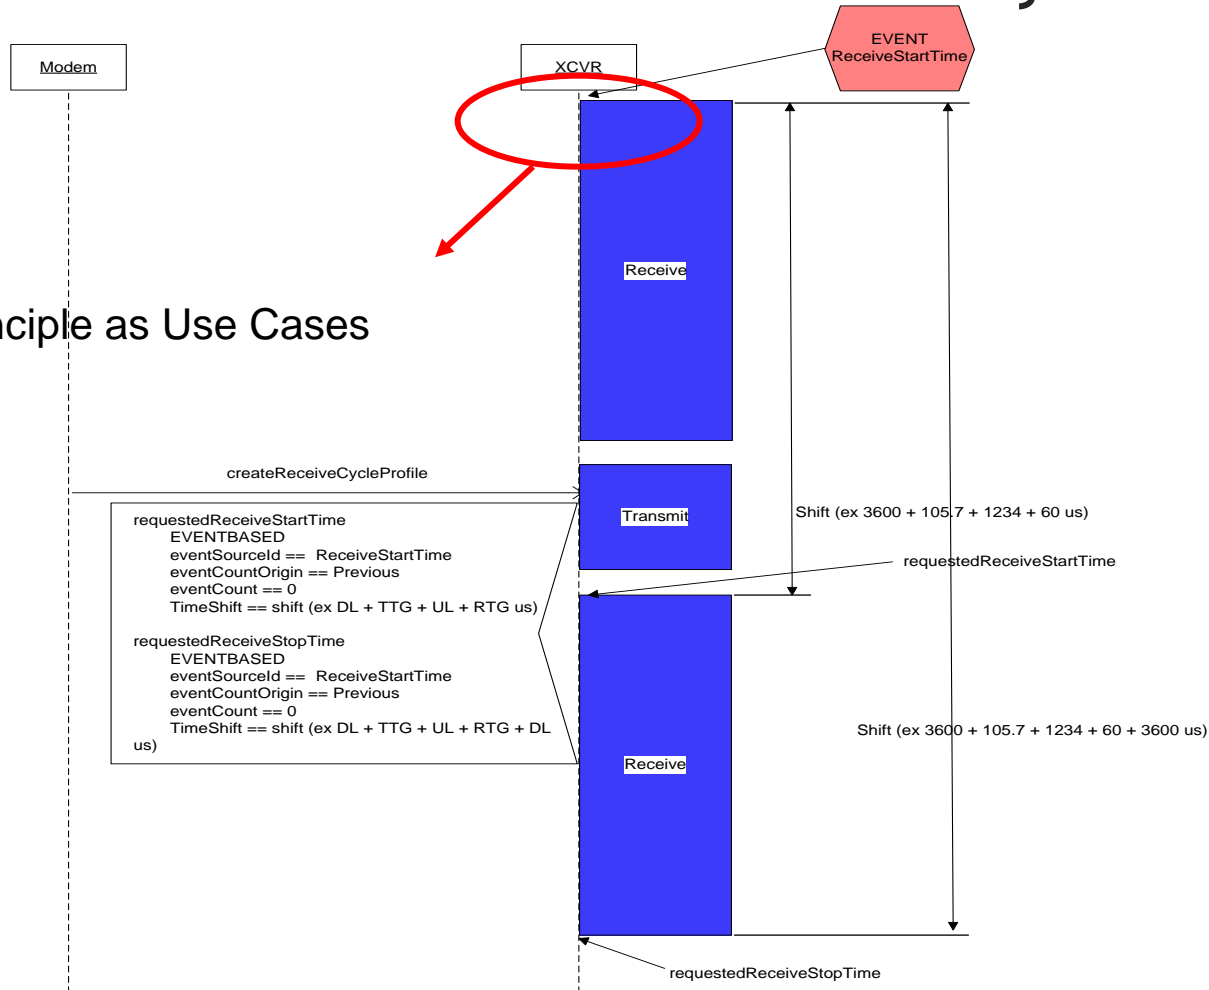 EVENT
ReceiveStartTime
Modem
XCVR
Receive
as Use Cases
createReceiveCycleProfile
requestedReceiveStartTime
EVENTBASED
eventSourceId == ReceiveStartTime
eventCountOrigin == Previous
eventCount == 0
TimeShift == shift (ex DL + TTG + UL + RTG us)
requestedReceiveStopTime
EVENTBASED
eventSourceId == ReceiveStartTime
eventCountOrigin == Previous
eventCount == 0
TimeShift == shift (ex DL + TTG + UL + RTG + DL
us)
Transmit
Shift (ex 3600 + 105.7 + 1234 + 60 us)
requestedReceiveStartTime
Shift (ex 3600 + 105.7 + 1234 + 60 + 3600 us)
Receive
requestedReceiveStopTime